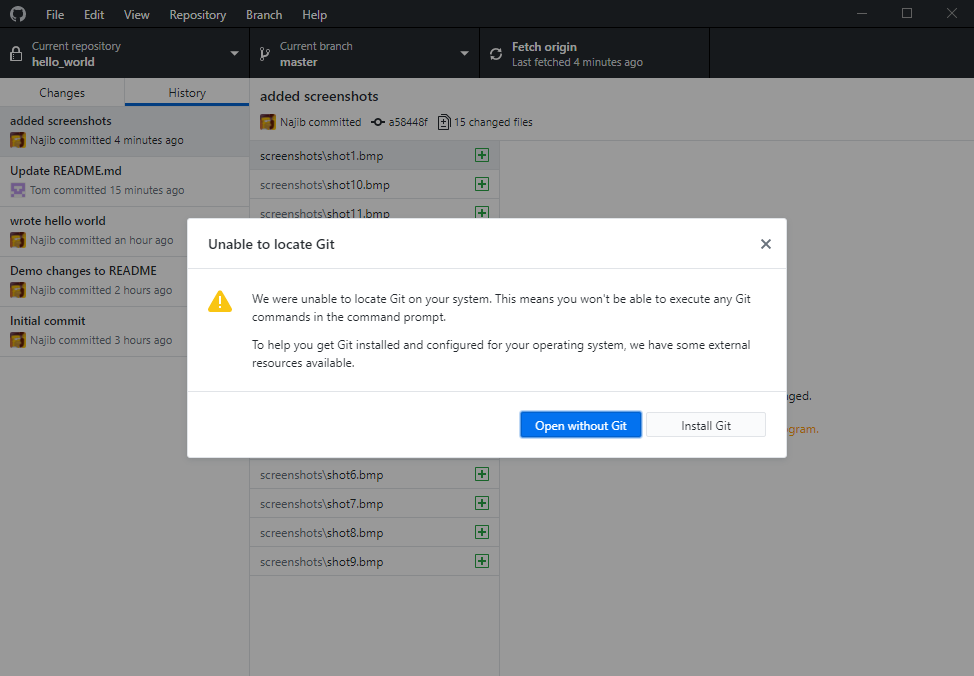 File Edit View Repository Branch Help
Current repository
hello_world
Current branch
master
Fetch origin
Last fetched 4 minutes ago
Changes
History
added screenshots
Najib committed 4 minutes ago
Update README.md
Tom committed 15 minutes ago
wrote hello world
Najib committed an hour ago
Demo changes to README
Najib committed 2 hours ago
Initial commit
Najib committed 3 hours ago
added screenshots
Najib committed a58448f 15 changed files
screenshots\shot1.bmp
screenshots\shot10.bmp
screenshots\shot11.bmp
Unable to locate Git
We were unable to locate Git on your system. This means you won't be able to execute any Git
commands in the command prompt.
To help you get Git installed and configured for your operating system, we have some external
resources available.
Open without Git
Install Git
screenshots\shot6.bmp
screenshots\shot7.bmp
screenshots\shot8.bmp
screenshots\shot9.bmp